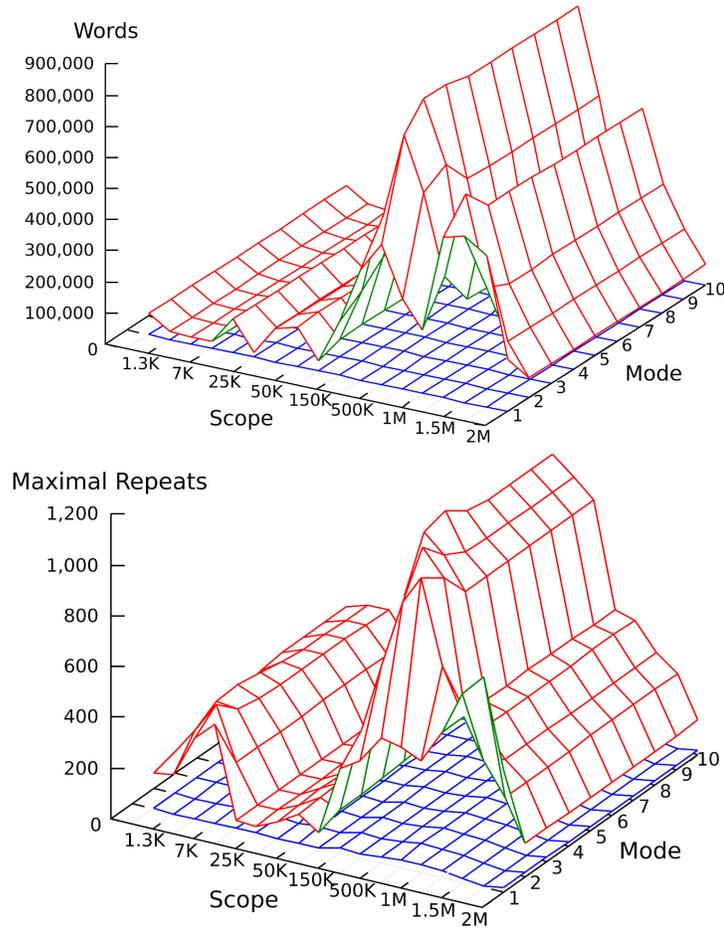 Words
900,000
800,000
700,000
600,000
500,000
400,000
300,000
200,000
100,000
0
1.3K
7K
25K
50K
150K
500K
1M
1.5M
2M
Scope
1
2
3
4
5
6
7
8
9
10
Mode
Maximal Repeats
1,200
1,000
800
600
400
200
0
1.3K
7K
25K
50K
150K
500K
1M
1.5M
2M
Scope
1
2
3
4
5
6
7
8
9
10
Mode